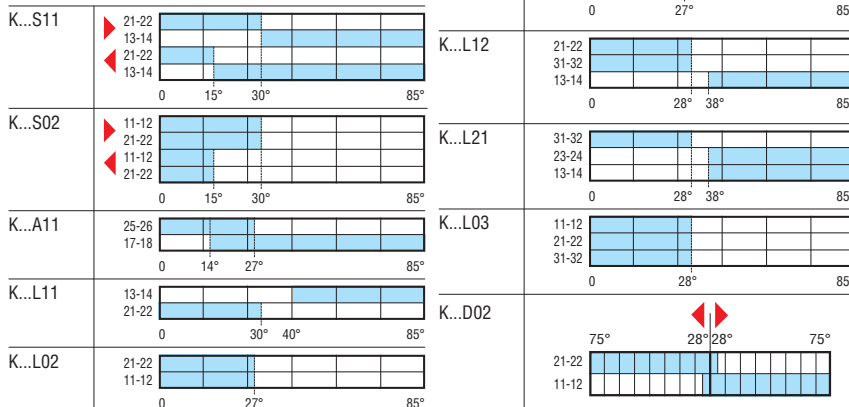 K...S11
21-22
13-14
21-22
13-14
0 15° 30° 85°
K...S02
11-12
21-22
11-12
21-22
0 15° 30° 85°
K...A11
25-26
17-18
0 14° 27° 85°
K...L11
13-14
21-22
0 30° 40° 85°
K...L02
21-22
11-12
0 27° 85°
0 27° 85
K...L12
21-22
31-32
13-14
0 28° 38° 85
K...L21
31-32
23-24
13-14
0 28° 38° 85
K...L03
11-12
21-22
31-32
0 28° 85
K...D02
75° 28° 28° 75°
21-22
11-12